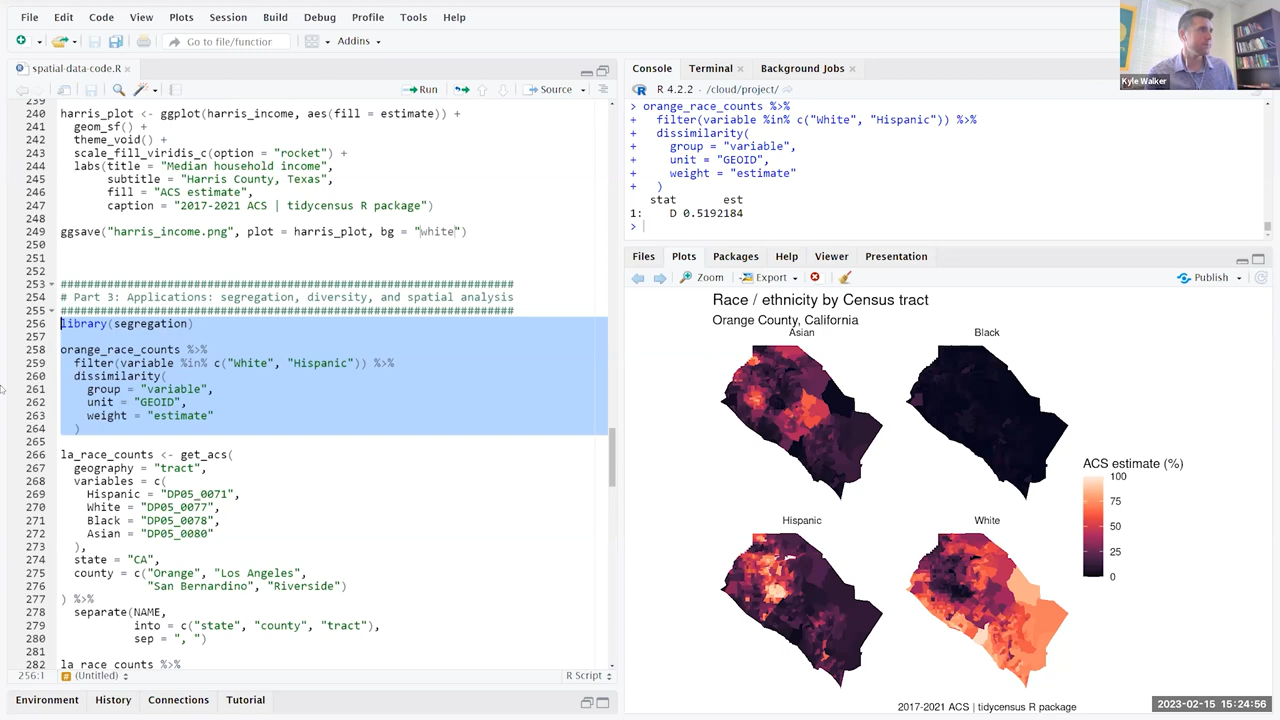 File Edit Code View Plots Session Build Debug Profile Tools Help
Go to file/function Addins
spatial-data-code.R
Run Source
239
240 harris_plot <- ggplot(harris_income, aes(fill = estimate)) +
241 geom_sf() +
242 theme_void() +
243 scale_fill_viridis_c(option = "rocket") +
244 labs(title = "Median household income",
245 subtitle = "Harris County, Texas",
246 fill = "ACS estimate",
247 caption = "2017-2021 ACS | tidycensus R package")
248
249 ggsave("harris_income.png", plot = harris_plot, bg = "white")
250
251
252
253 ####################################################################
254 # Part 3: Applications: segregation, diversity, and spatial analysis
255 ####################################################################
256 library(segregation)
257
258 orange_race_counts %>%
259 filter(variable %in% c("White", "Hispanic")) %>%
260 dissimilarity(
261 group = "variable",
262 unit = "GEOID",
263 weight = "estimate"
264 )
265
266 la_race_counts <- get_acs(
267 geography = "tract",
268 variables = c(
269 Hispanic = "DP05_0071",
270 White = "DP05_0077",
271 Black = "DP05_0078",
272 Asian = "DP05_0080"
273 ),
274 state = "CA",
275 county = c("Orange", "Los Angeles",
276 "San Bernardino", "Riverside")
277 ) %>%
278 separate(NAME,
279 into = c("state", "county", "tract"),
280 sep = ", ")
281
282 la_race_counts %>%
256:1 # (Untitled) R Script
Environment History Connections Tutorial
Console Terminal Background Jobs
R 4.2.2 · /cloud/project/
> orange_race_counts %>%
+ filter(variable %in% c("White", "Hispanic")) %>%
+ dissimilarity(
+ group = "variable",
+ unit = "GEOID",
+ weight = "estimate"
+ )
stat est
1: D 0.5192184
>
Files Plots Packages Help Viewer Presentation
Zoom Export Publish
Race / ethnicity by Census tract
Orange County, California
Asian Black
Hispanic White
ACS estimate (%)
100
75
50
25
0
2017-2021 ACS | tidycensus R package
Kyle Walker
2023-02-15 15:24:56